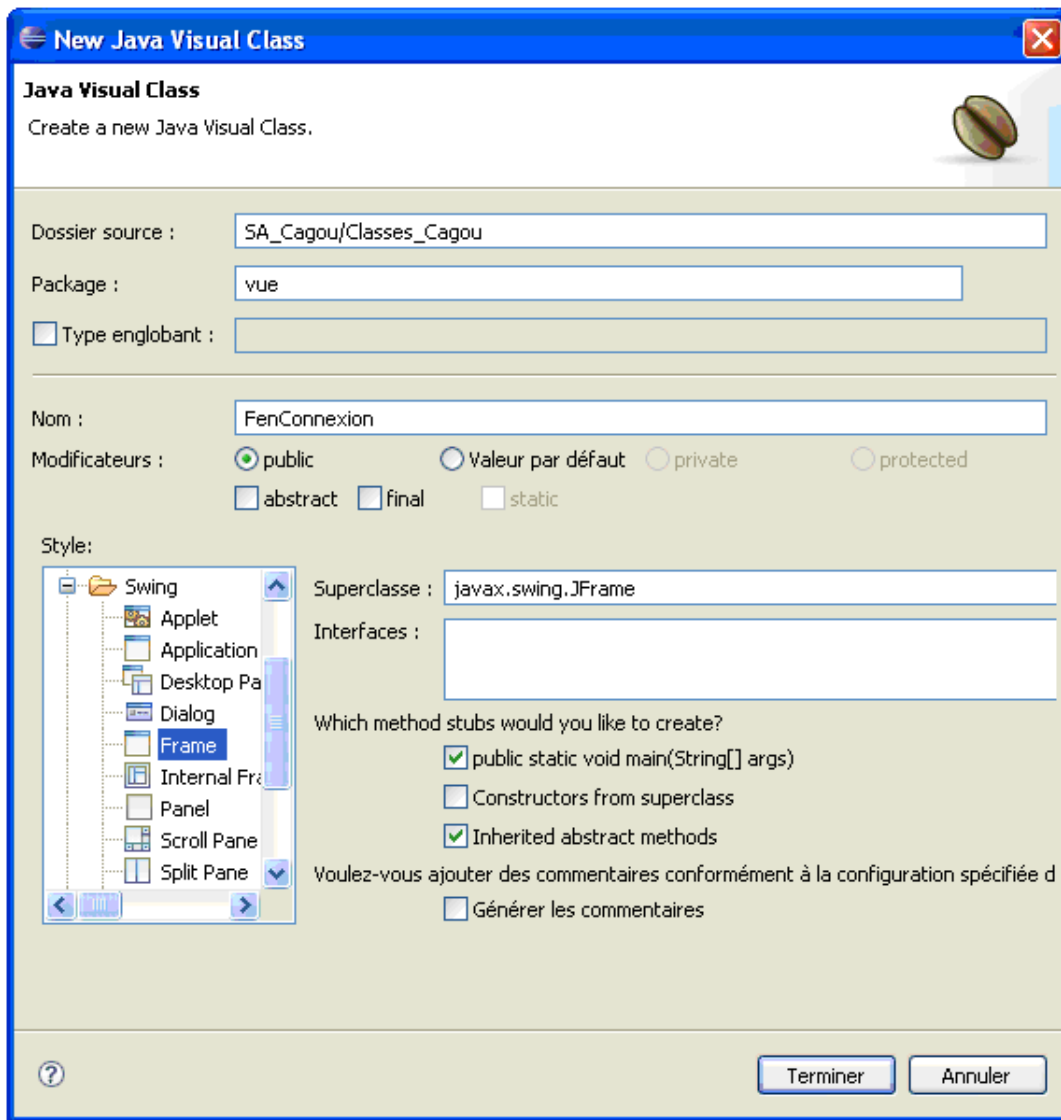 New Java Visual Class
Java Visual Class
Create a new Java Visual Class.
Dossier source : SA_Cagou/Classes_Cagou
Package : vue
Type englobant :
Nom : FenConnexion
Modificateurs : public Valeur par défaut private protected
abstract final static
Style:
Swing
Applet
Application
Desktop Pa
Dialog
Frame
Internal Fra
Panel
Scroll Pane
Split Pane
Superclasse : javax.swing.JFrame
Interfaces :
Which method stubs would you like to create?
public static void main(String[] args)
Constructors from superclass
Inherited abstract methods
Voulez-vous ajouter des commentaires conformément à la configuration spécifiée d
Générer les commentaires
? Terminer Annuler